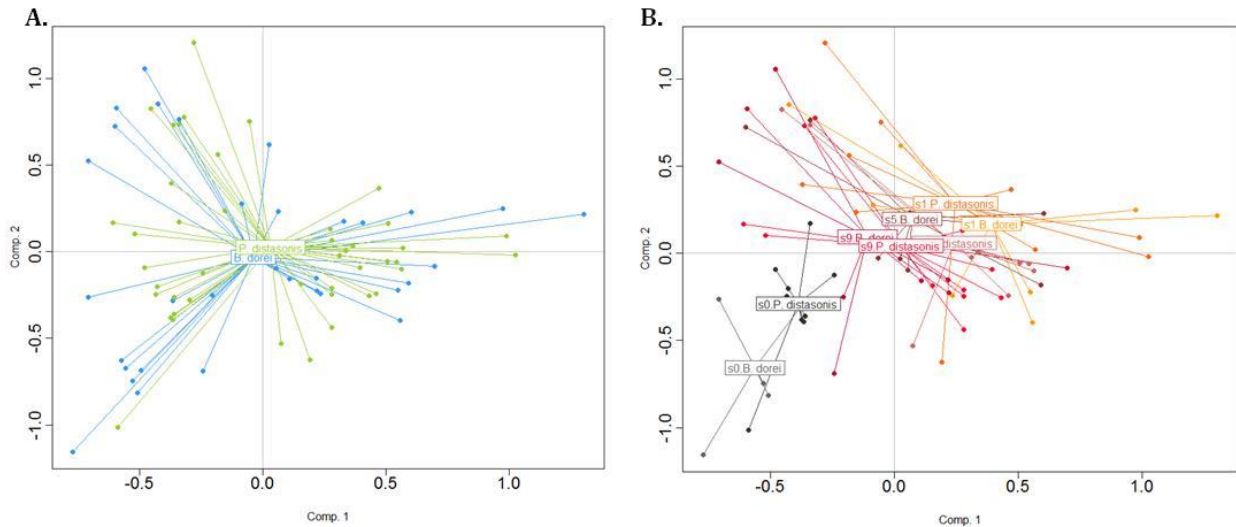 A.
1.0
0.5
0.0
-0.5
-1.0
Comp. 2
P. distasonis
B. dorei
-0.5
0.0
0.5
1.0
Comp. 1
B.
1.0
0.5
0.0
-0.5
-1.0
Comp. 2
s1.P. distasonis
s5.B. dorei
s1.B. dorei
s9.B. dorei
s9.P. distasonis
distasonis
s0.P. distasonis
s0.B. dorei
-0.5
0.0
0.5
1.0
Comp. 1